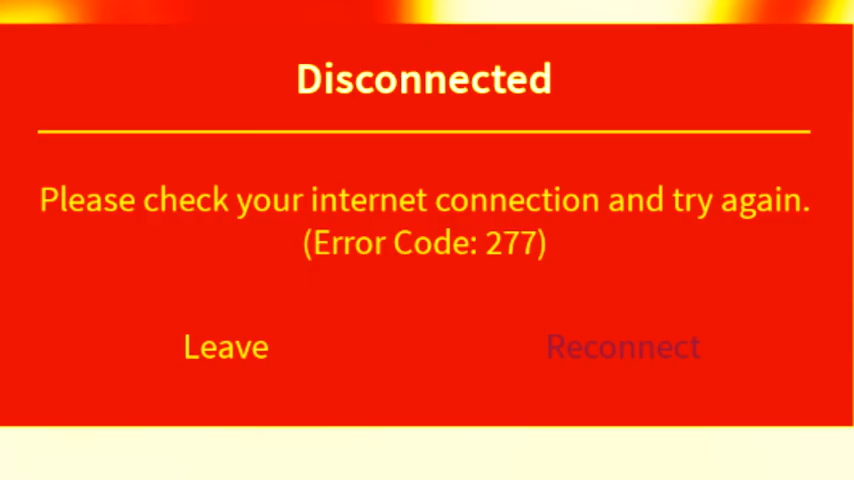 Disconnected
Please check your internet connection and try again.
(Error Code: 277)
Leave
Reconnect